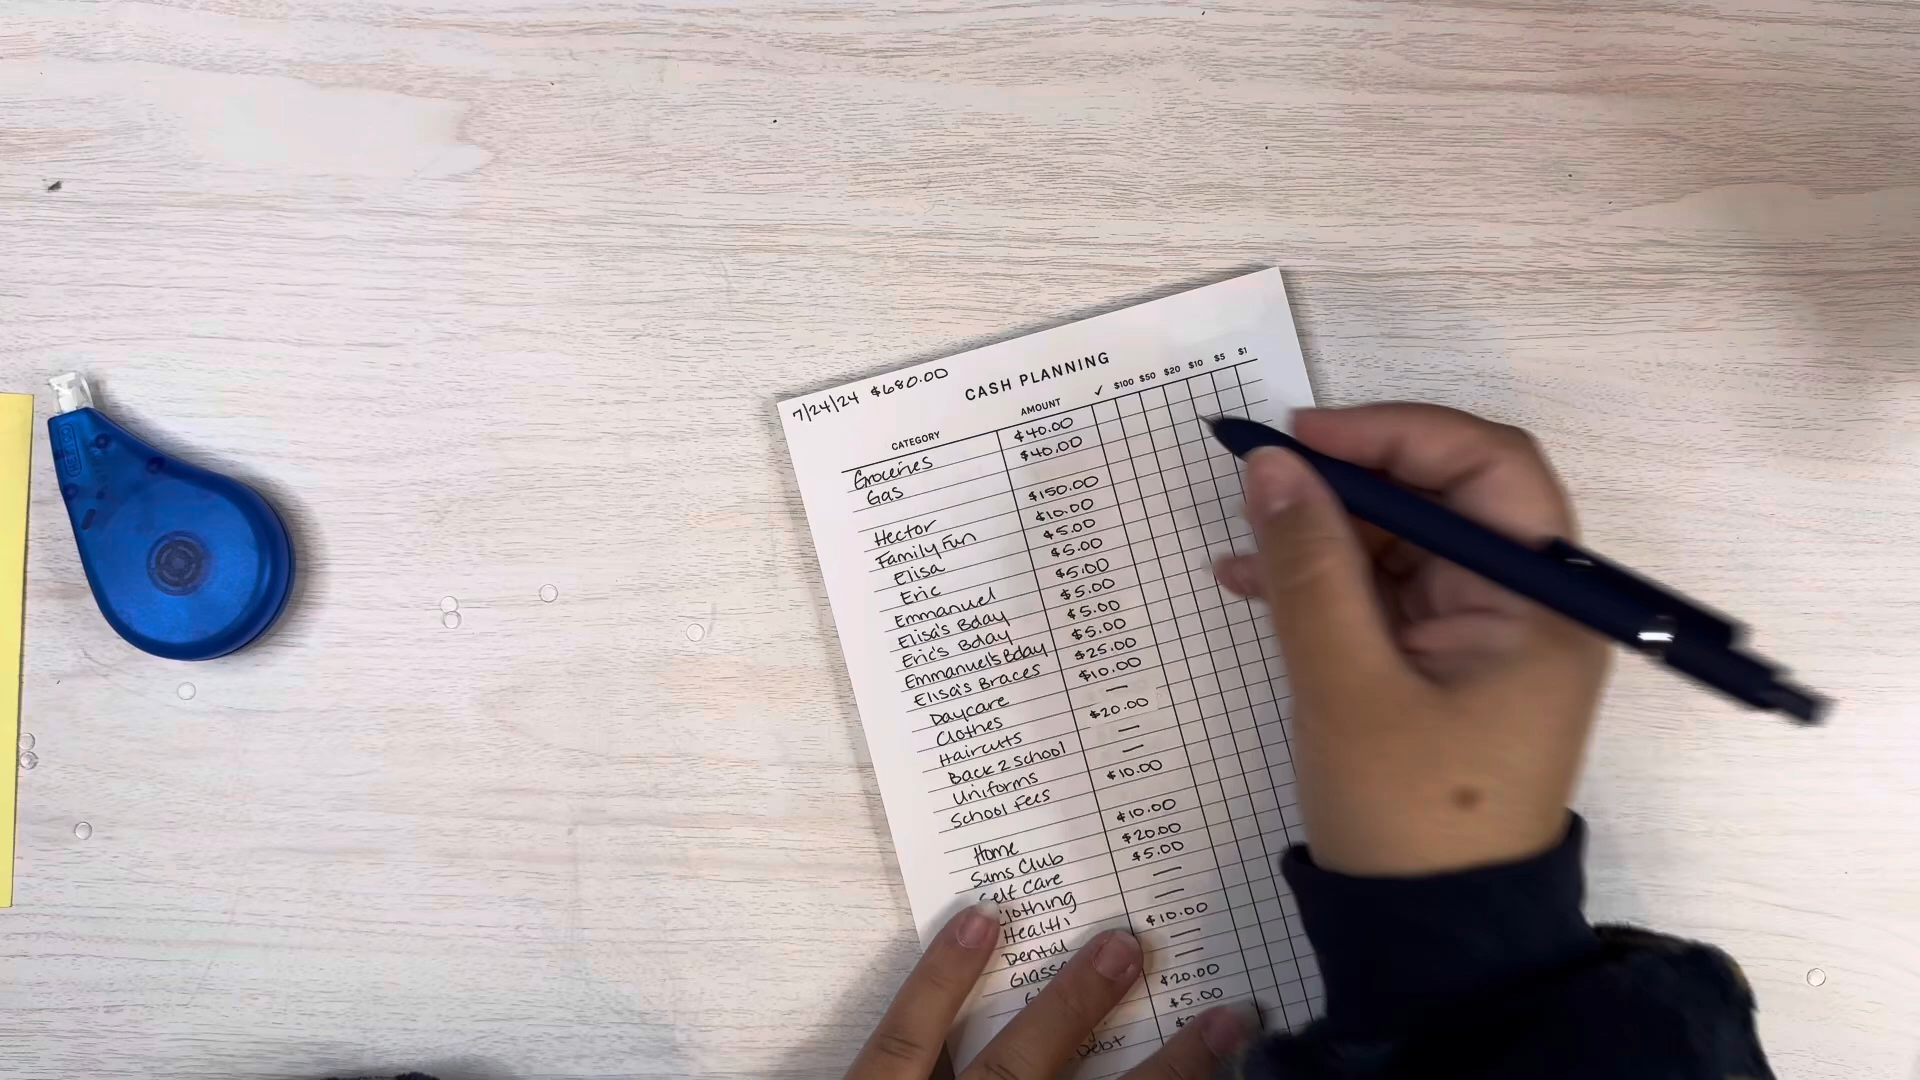 7/24/24 $680.00
CASH PLANNING
CATEGORY AMOUNT ✓ $100 $50 $20 $10 $5 $1
Groceries $40.00
Gas $40.00
Hector $150.00
Family Fun $10.00
Elisa $5.00
Eric $5.00
Emmanuel $5.00
Elisa's Bday $5.00
Eric's Bday $5.00
Emmanuel's Bday $5.00
Elisa's Braces $25.00
Daycare $10.00
Clothes —
Haircuts $20.00
Back 2 School —
Uniforms —
School Fees $10.00
Home $10.00
Sams Club $20.00
Self Care $5.00
Clothing —
Health —
Dental $10.00
—
—
$20.00
$5.00
Debt